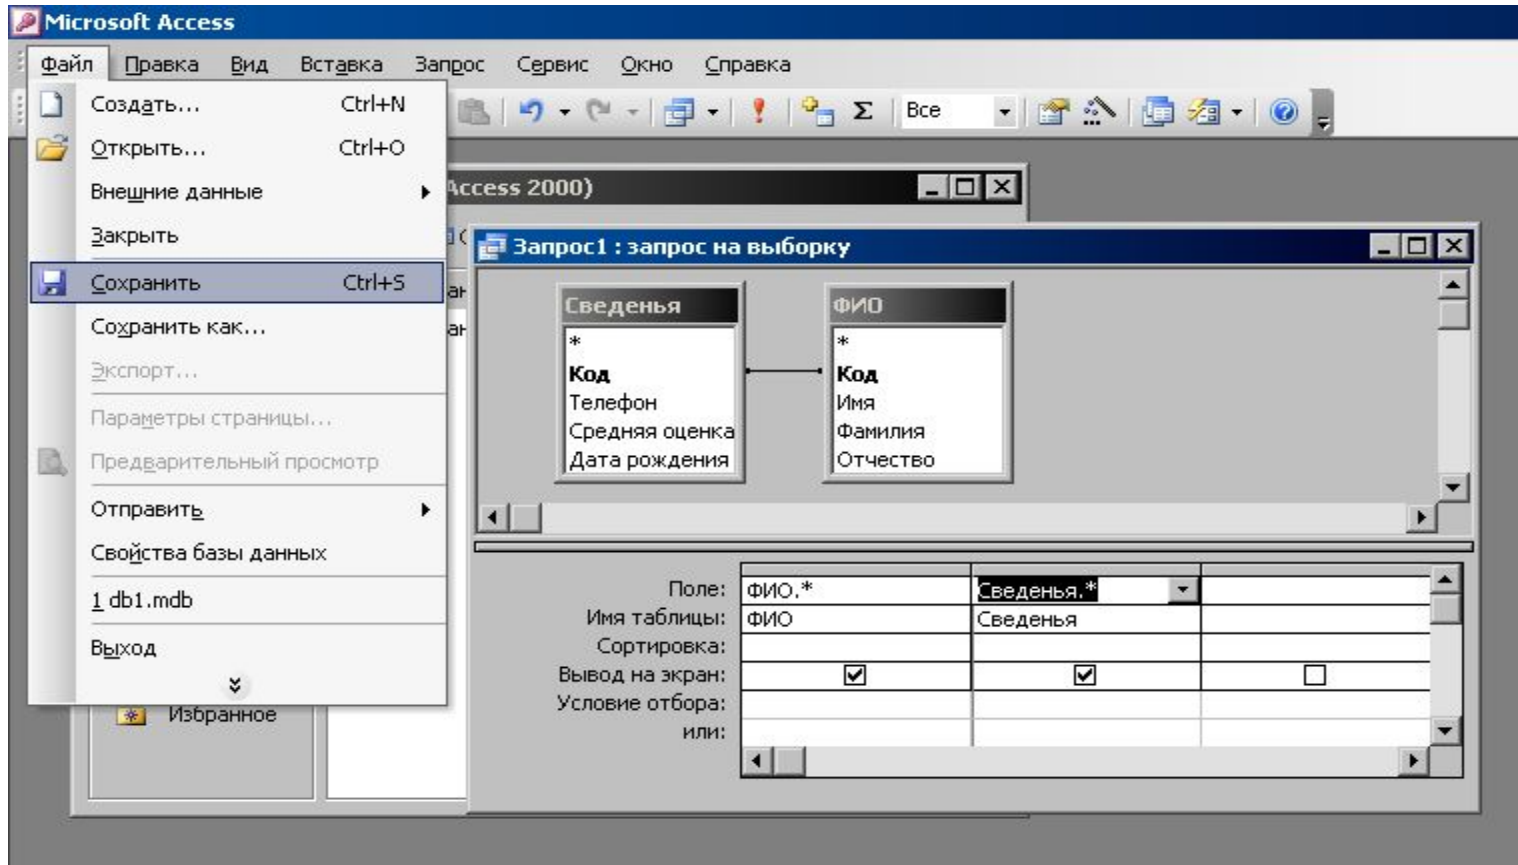 Microsoft Access
Файл Правка Вид Вставка Запрос Сервис Окно Справка
Создать... Ctrl+N
Все
Открыть... Ctrl+O
Внешние данные
Access 2000)
Закрыть
Запрос1 : запрос на выборку
Сохранить Ctrl+S
Сохранить как...
Экспорт...
Параметры страницы...
Предварительный просмотр
Отправить
Свойства базы данных
1 db1.mdb
Выход
Избранное
Сведенья
*
Код
Телефон
Средняя оценка
Дата рождения
ФИО
*
Код
Имя
Фамилия
Отчество
Поле: ФИО.* Сведенья.*
Имя таблицы: ФИО Сведенья
Сортировка:
Вывод на экран:
Условие отбора:
или: